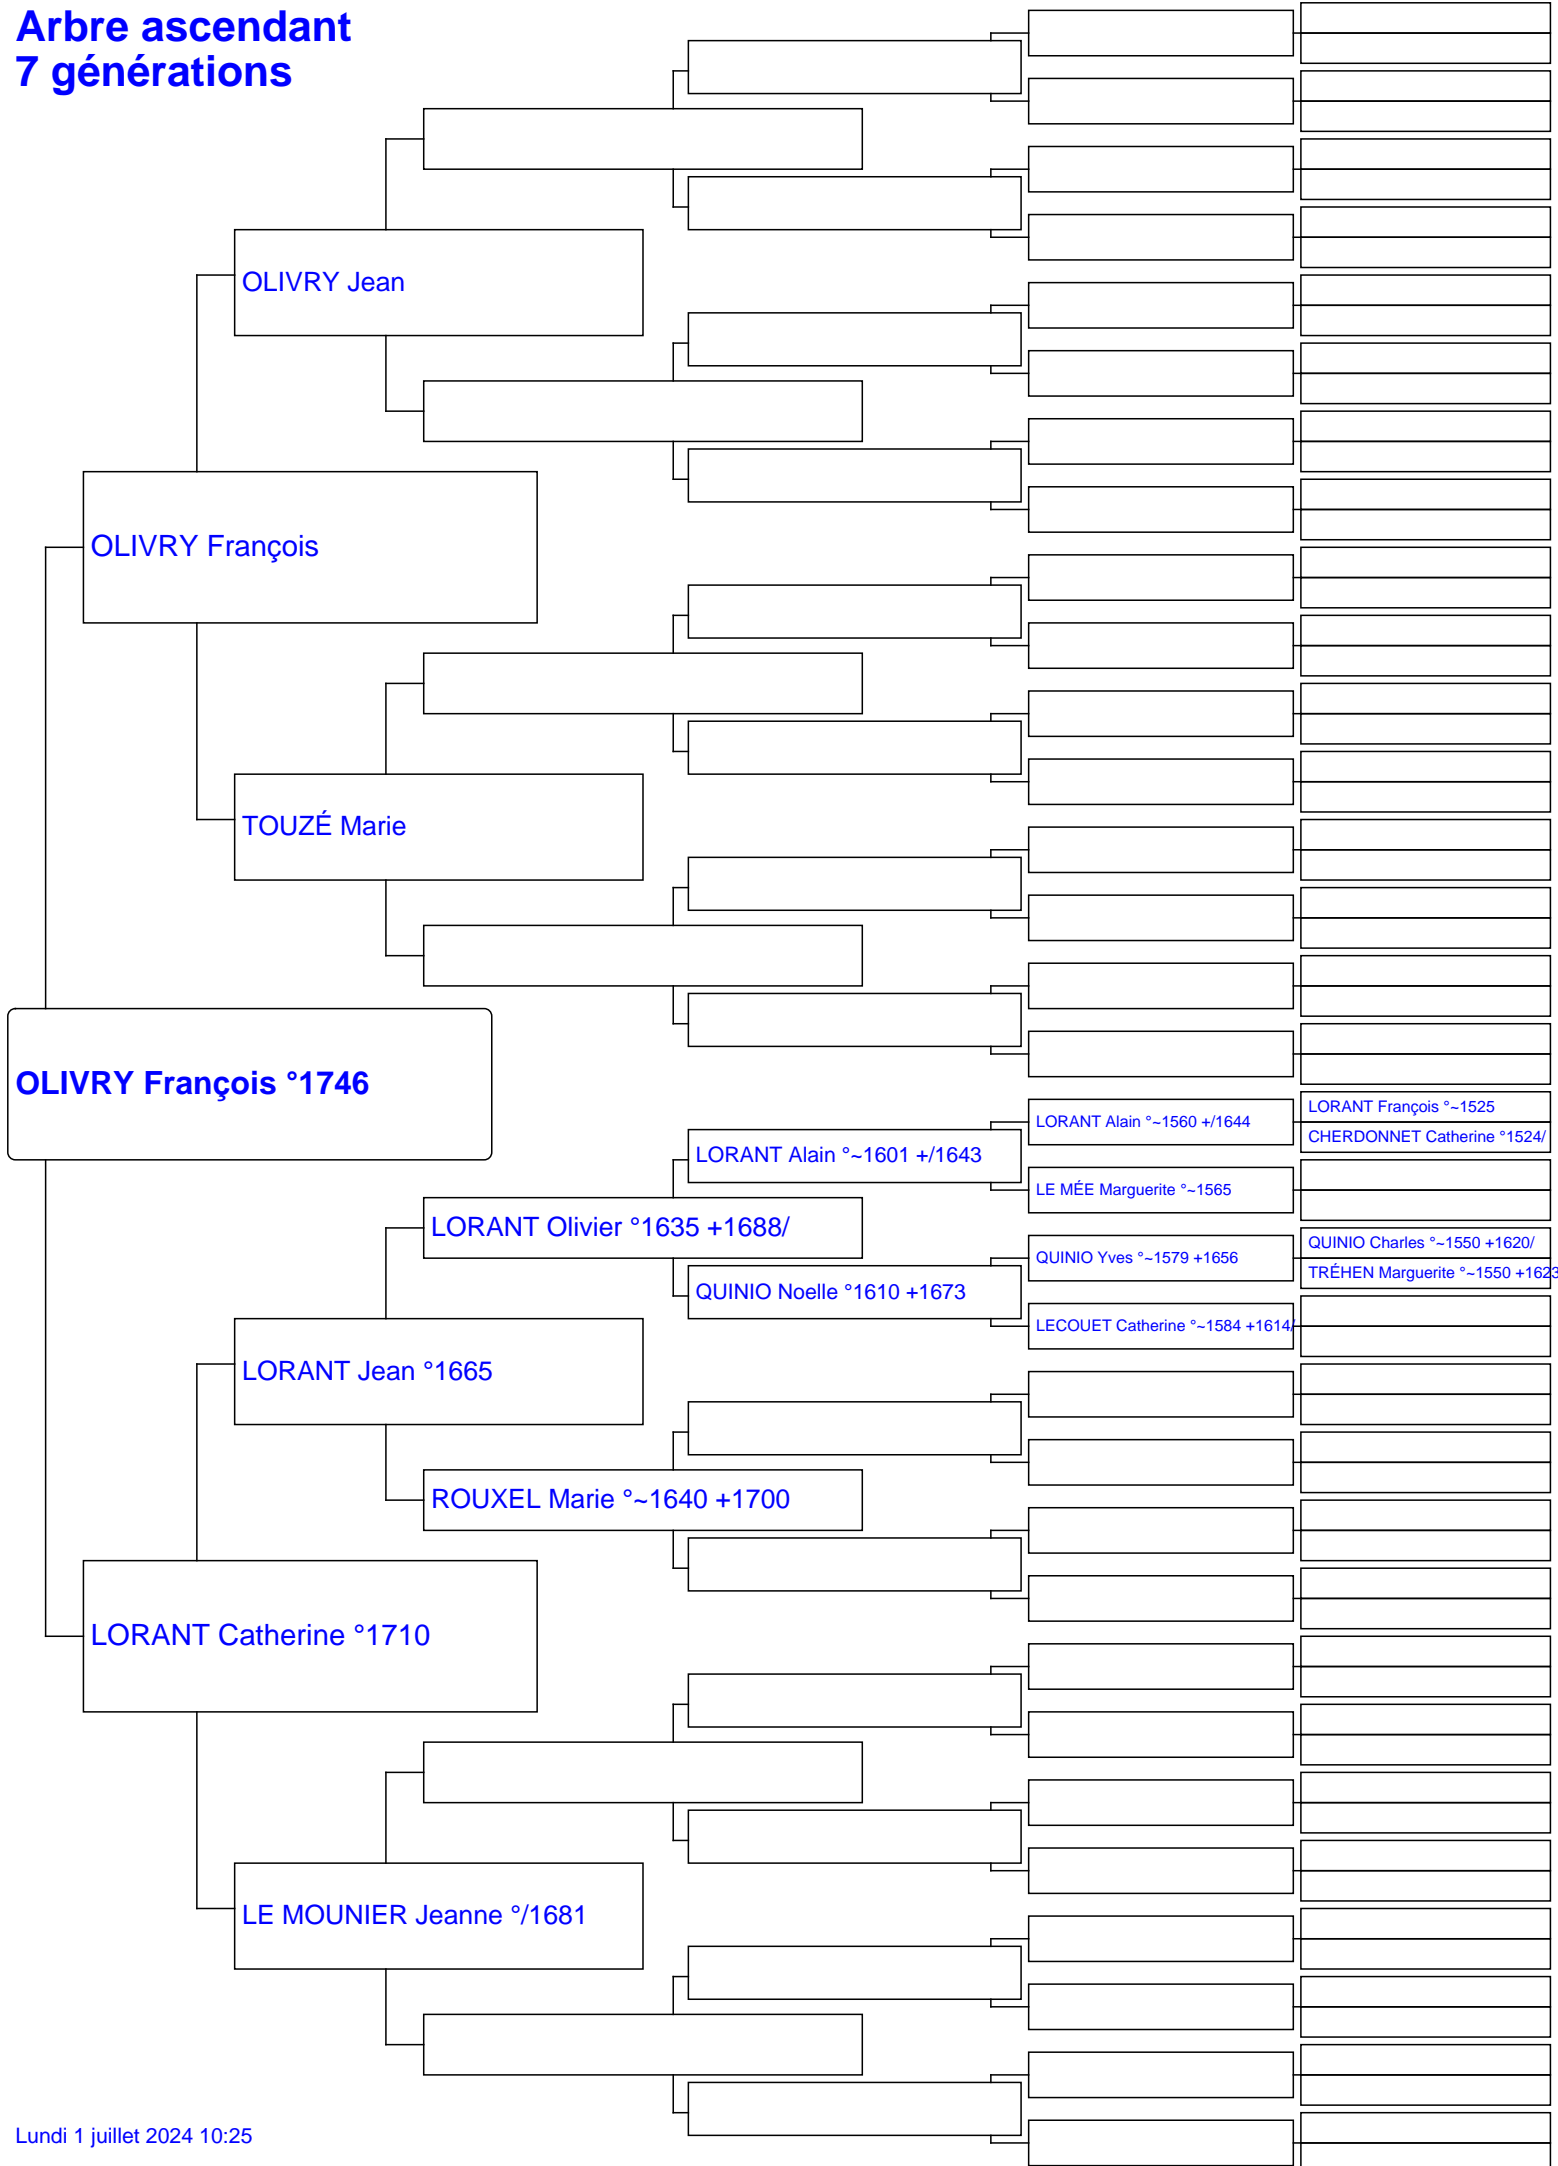 Arbre ascendant
7 générations
OLIVRY Jean
OLIVRY François
TOUZÉ Marie
OLIVRY François °1746
LORANT François °~1525
LORANT Alain °~1560 +/1644
CHERDONNET Catherine °1524/
LORANT Alain °~1601 +/1643
LE MÉE Marguerite °~1565
LORANT Olivier °1635 +1688/
QUINIO Charles °~1550 +1620/
QUINIO Yves °~1579 +1656
TRÉHEN Marguerite °~1550 +1623
QUINIO Noelle °1610 +1673
LECOUET Catherine °~1584 +1614/
LORANT Jean °1665
ROUXEL Marie °~1640 +1700
LORANT Catherine °1710
LE MOUNIER Jeanne °/1681
Lundi 1 juillet 2024 10:25